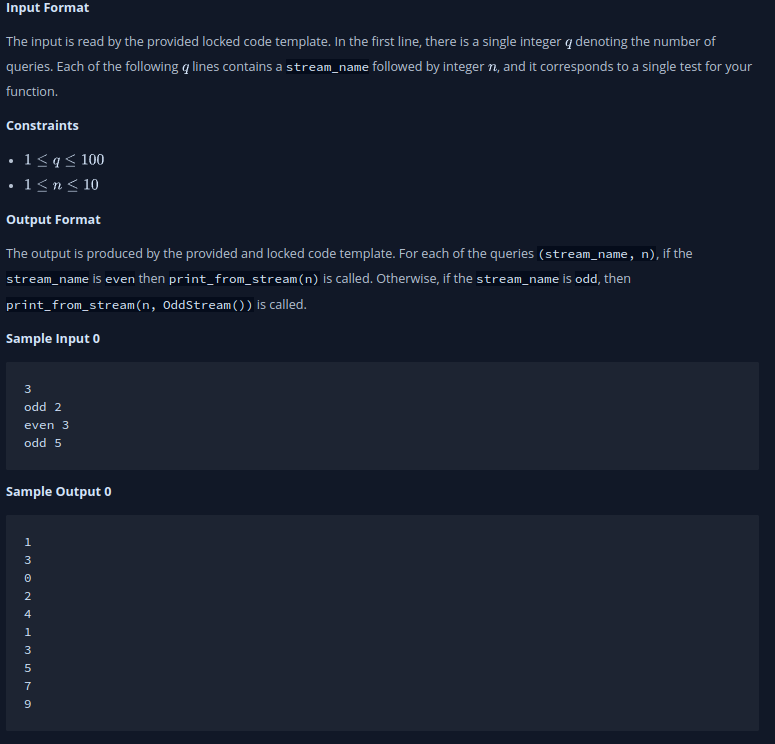 Input Format
The input is read by the provided locked code template. In the first line, there is a single integer q denoting the number of
queries. Each of the following q lines contains a stream_name followed by integer n, and it corresponds to a single test for your
function.
Constraints
• 1 ≤ q ≤ 100
• 1 ≤ n ≤ 10
Output Format
The output is produced by the provided and locked code template. For each of the queries (stream_name, n), if the
stream_name is even then print_from_stream(n) is called. Otherwise, if the stream_name is odd, then
print_from_stream(n, OddStream()) is called.
Sample Input 0
3
odd 2
even 3
odd 5
Sample Output 0
1
3
0
2
4
1
3
5
7
9